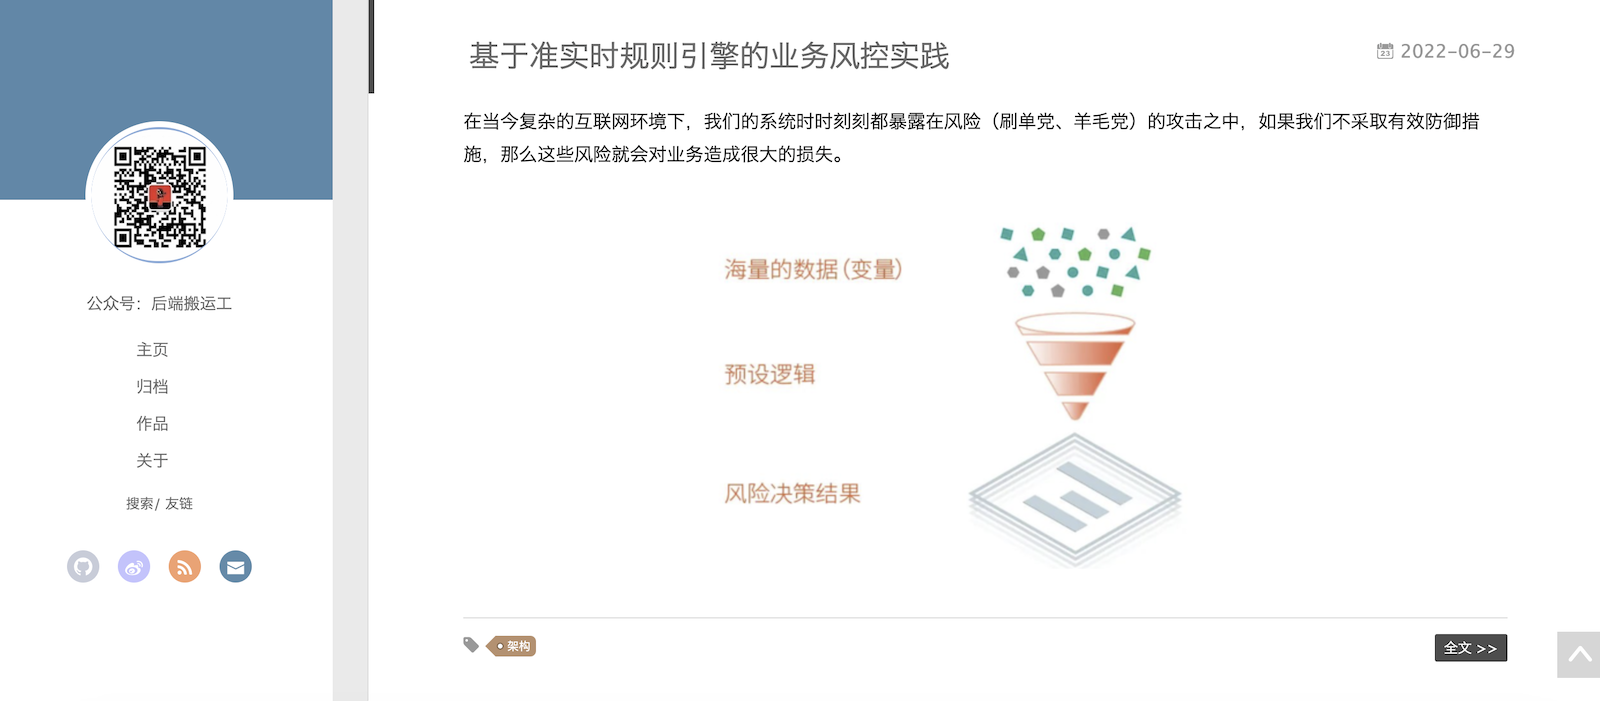 公众号：后端搬运工
主页
归档
作品
关于
搜索/ 友链
基于准实时规则引擎的业务风控实践
23
2022-06-29
在当今复杂的互联网环境下，我们的系统时时刻刻都暴露在风险（刷单党、羊毛党）的攻击之中，如果我们不采取有效防御措
施，那么这些风险就会对业务造成很大的损失。
海量的数据(变量)
预设逻辑
风险决策结果
架构
全文 >>